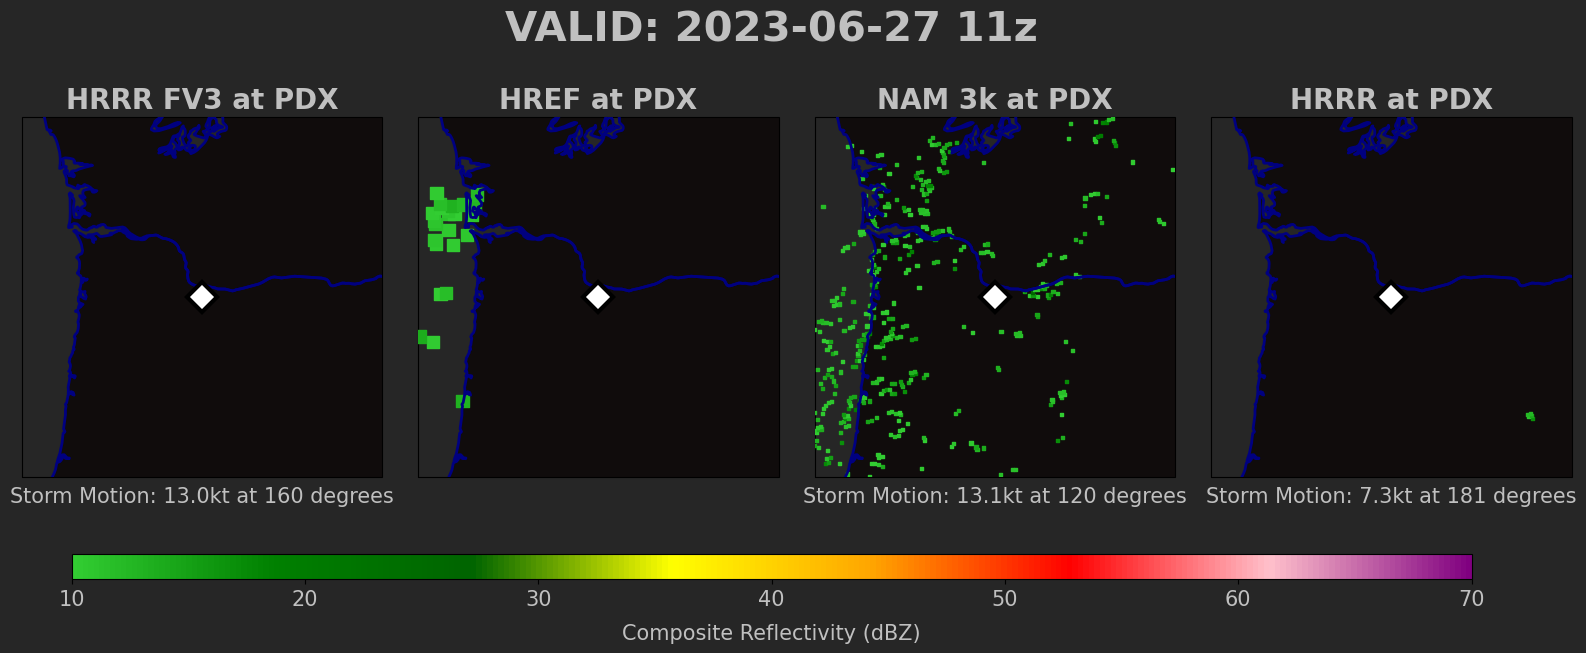 VALID: 2023-06-27 11z
HRRR FV3 at PDX
HREF at PDX
NAM 3k at PDX
HRRR at PDX
Storm Motion: 13.0kt at 160 degrees
Storm Motion: 13.1kt at 120 degrees
Storm Motion: 7.3kt at 181 degrees
10 20 30 40 50 60 70
Composite Reflectivity (dBZ)